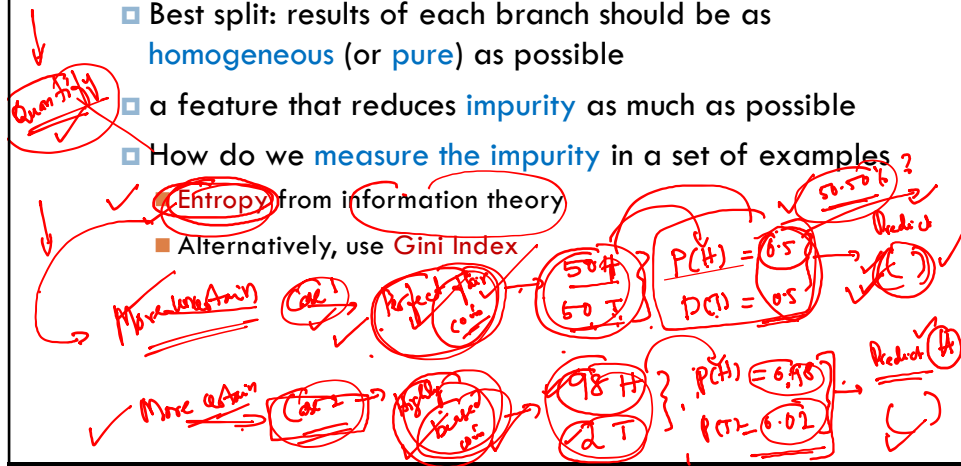 Best split: results of each branch should be as
homogeneous (or pure) as possible
Quantify
a feature that reduces impurity as much as possible
How do we measure the impurity in a set of examples
Entropy from information theory
50.50% ?
Alternatively, use Gini Index
Predict
More uncertain Case 1 Perfect coin 50 H P(H) = 0.5 ( )
50 T P(T) = 0.5
More certain Case 2 Highly biased coin 98 H P(H) = 0.98 Predict H
2 T P(T) = 0.02 ( )